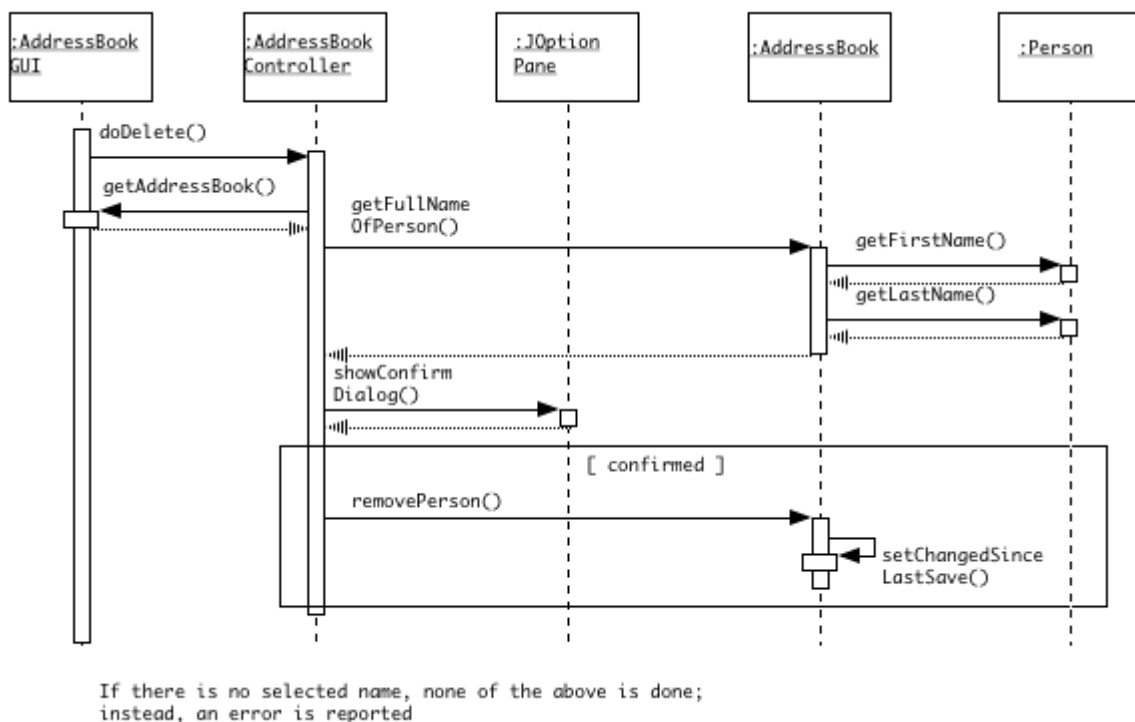 :AddressBook
GUI
:AddressBook
Controller
:JOption
Pane
:AddressBook
:Person
doDelete()
getAddressBook()
getFullName
OfPerson()
getFirstName()
getLastName()
showConfirm
Dialog()
[ confirmed ]
removePerson()
setChangedSince
LastSave()
If there is no selected name, none of the above is done;
instead, an error is reported